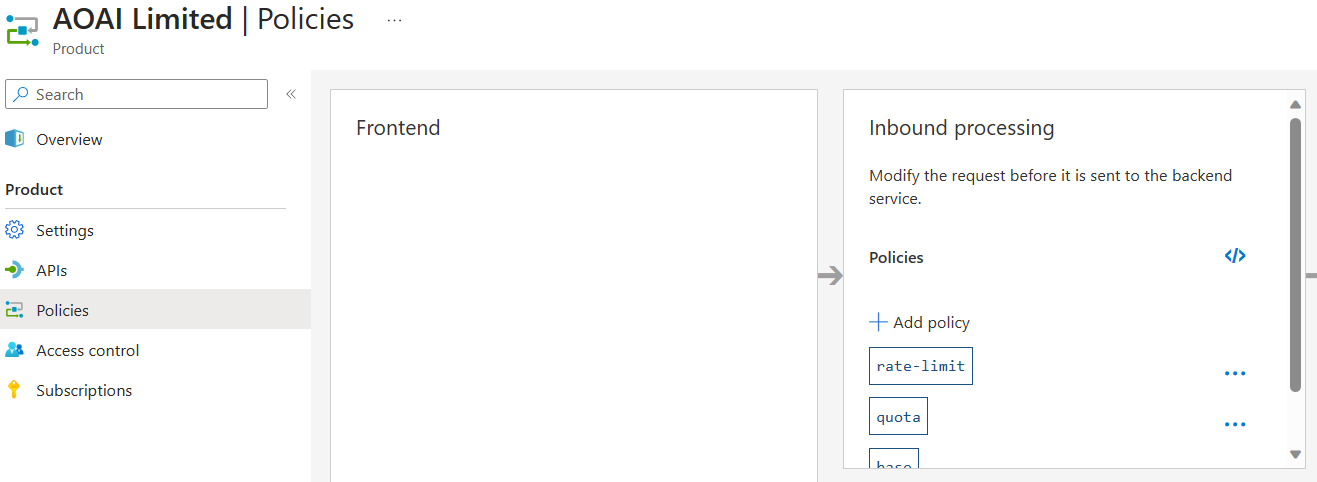 AOAI Limited | Policies ...
Product
Search
«
Overview
Product
Settings
APIs
Policies
Access control
Subscriptions
Frontend
Inbound processing
Modify the request before it is sent to the backend
service.
Policies </>
+ Add policy
rate-limit ...
quota ...
base